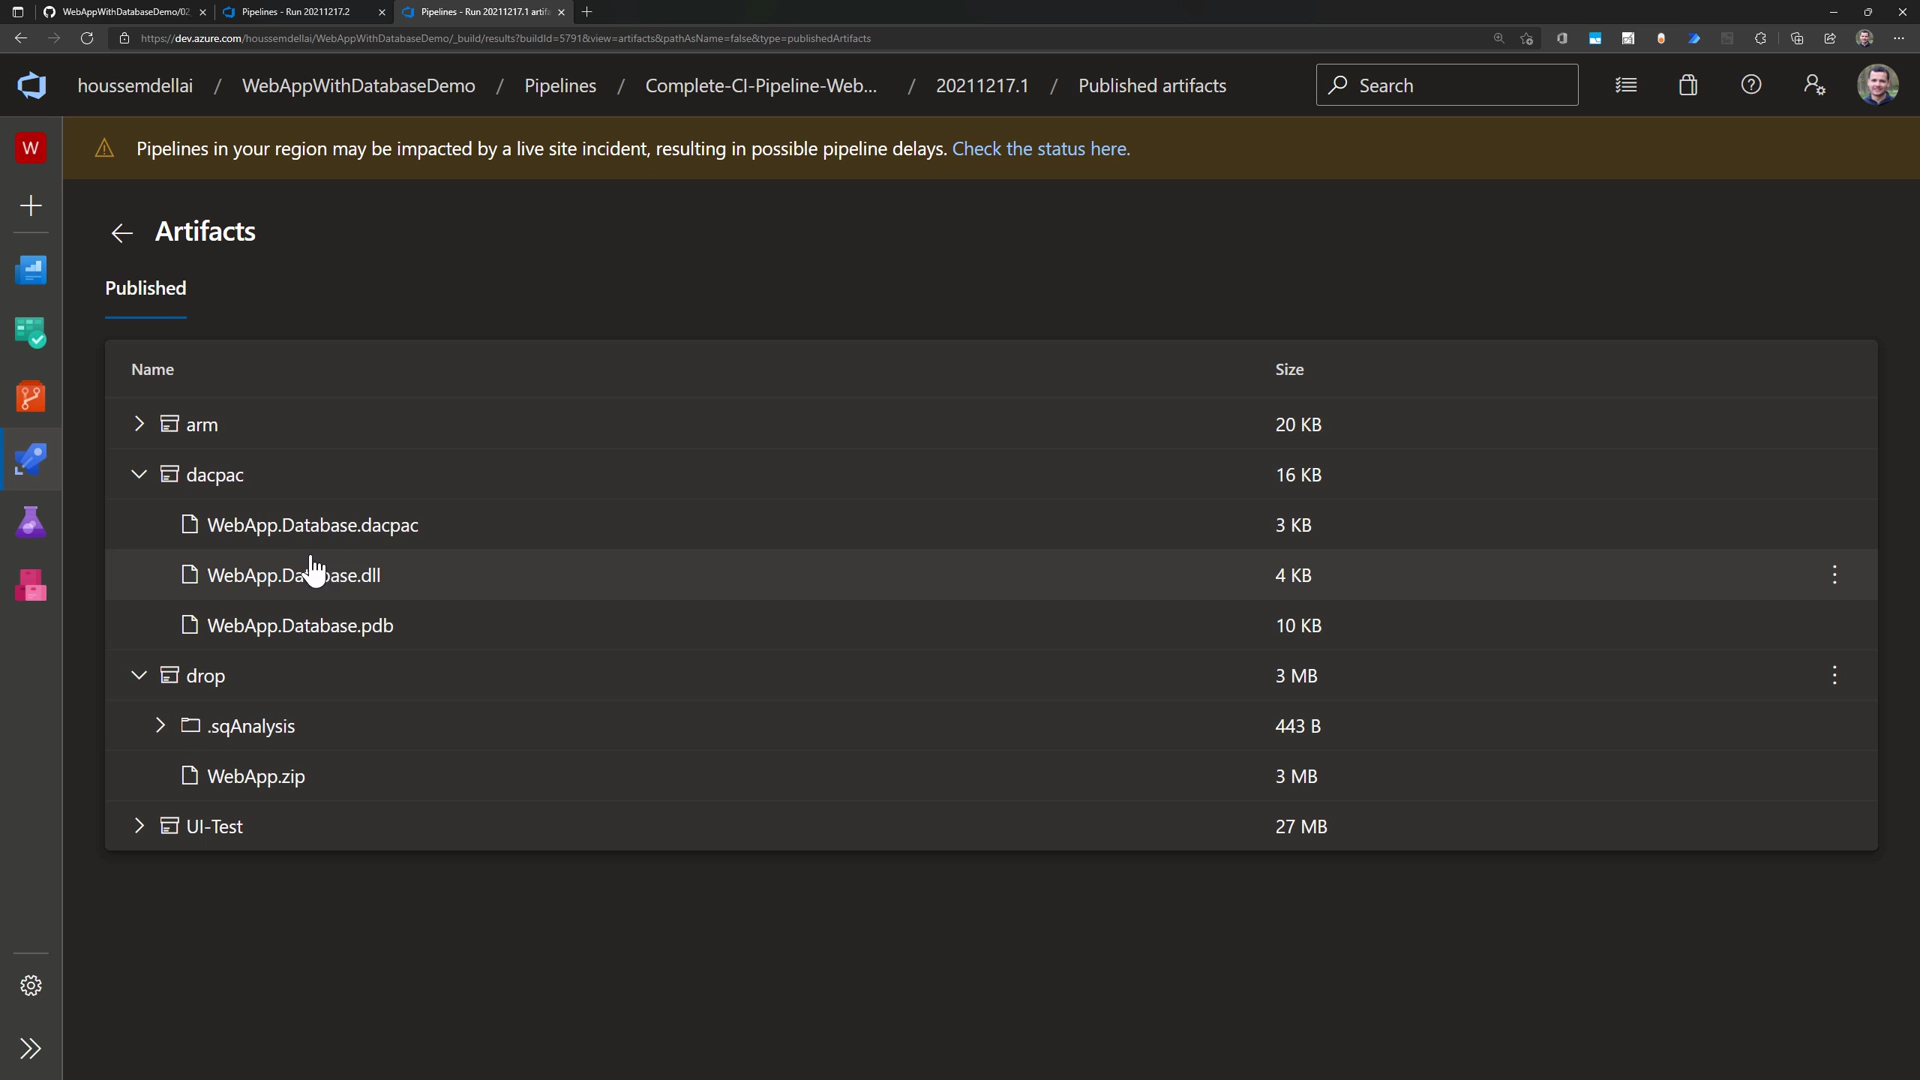 WebAppWithDatabaseDemo/02_
Pipelines - Run 20211217.2
Pipelines - Run 20211217.1 artifa
https://dev.azure.com/houssemdellai/WebAppWithDatabaseDemo/_build/results?buildId=5791&view=artifacts&pathAsName=false&type=publishedArtifacts
houssemdellai / WebAppWithDatabaseDemo / Pipelines / Complete-CI-Pipeline-Web... / 20211217.1 / Published artifacts
Search
W
Pipelines in your region may be impacted by a live site incident, resulting in possible pipeline delays. Check the status here.
Artifacts
Published
Name Size
arm 20 KB
dacpac 16 KB
WebApp.Database.dacpac 3 KB
WebApp.Database.dll 4 KB
WebApp.Database.pdb 10 KB
drop 3 MB
.sqAnalysis 443 B
WebApp.zip 3 MB
UI-Test 27 MB